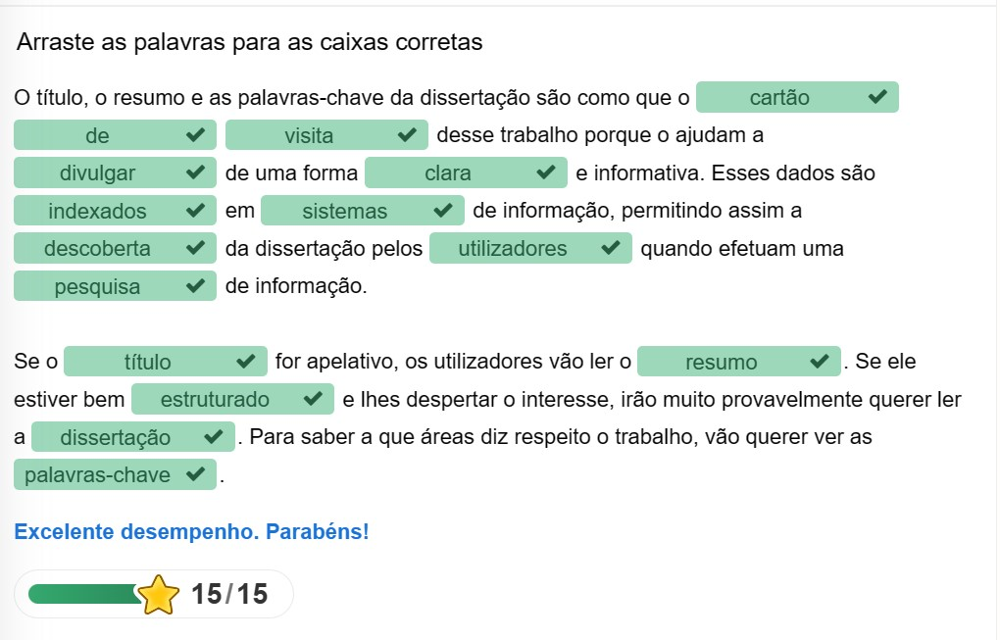 Arraste as palavras para as caixas corretas
O título, o resumo e as palavras-chave da dissertação são como que o cartão
de visita desse trabalho porque o ajudam a
divulgar de uma forma clara e informativa. Esses dados são
indexados em sistemas de informação, permitindo assim a
descoberta da dissertação pelos utilizadores quando efetuam uma
pesquisa de informação.
Se o título for apelativo, os utilizadores vão ler o resumo. Se ele
estiver bem estruturado e lhes despertar o interesse, irão muito provavelmente querer ler
a dissertação. Para saber a que áreas diz respeito o trabalho, vão querer ver as
palavras-chave.
Excelente desempenho. Parabéns!
15/15